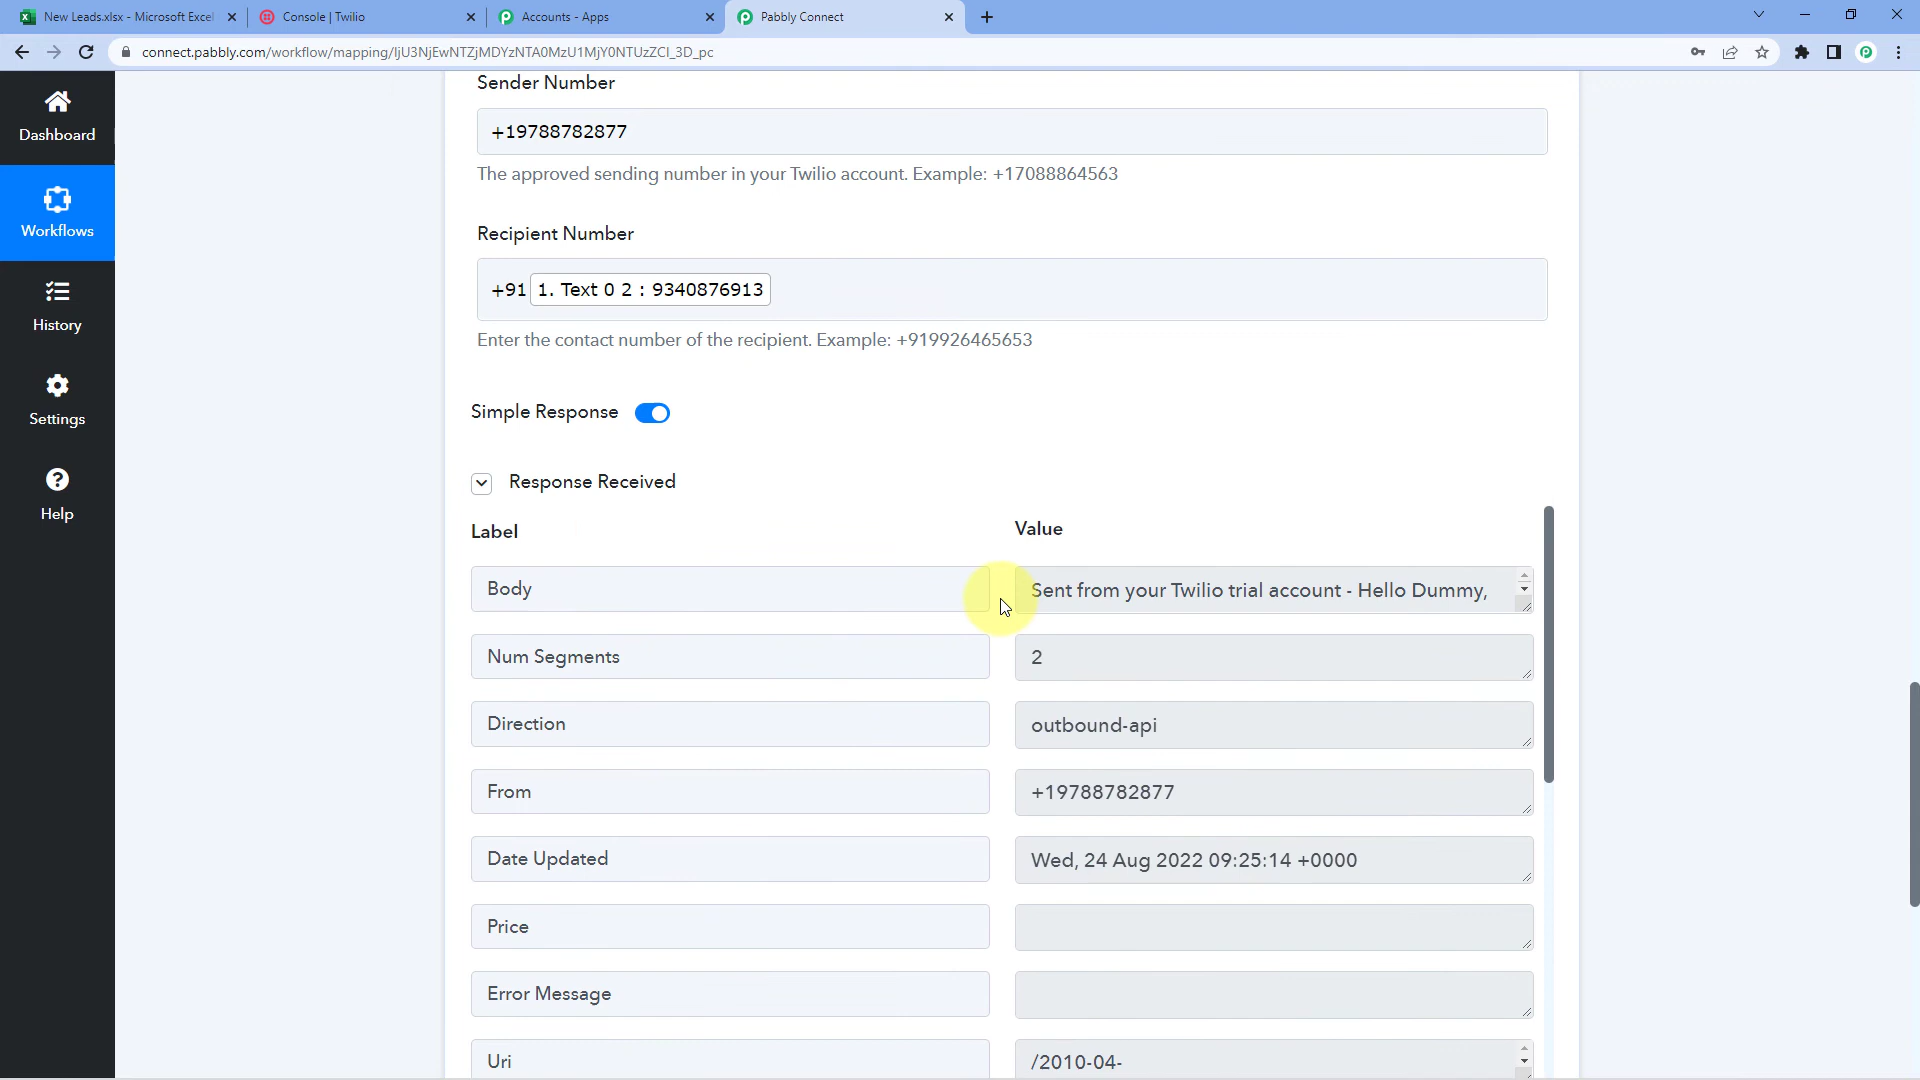 New Leads.xlsx - Microsoft Excel
Console | Twilio
Accounts - Apps
Pabbly Connect
connect.pabbly.com/workflow/mapping/IjU3NjEwNTZjMDYzNTA0MzU1MjY0NTUzZCI_3D_pc
Dashboard
Workflows
History
Settings
Help
Sender Number
+19788782877
The approved sending number in your Twilio account. Example: +17088864563
Recipient Number
+91 1. Text 0 2 : 9340876913
Enter the contact number of the recipient. Example: +919926465653
Simple Response
Response Received
Label Value
Body Sent from your Twilio trial account - Hello Dummy,
Num Segments 2
Direction outbound-api
From +19788782877
Date Updated Wed, 24 Aug 2022 09:25:14 +0000
Price
Error Message
Uri /2010-04-